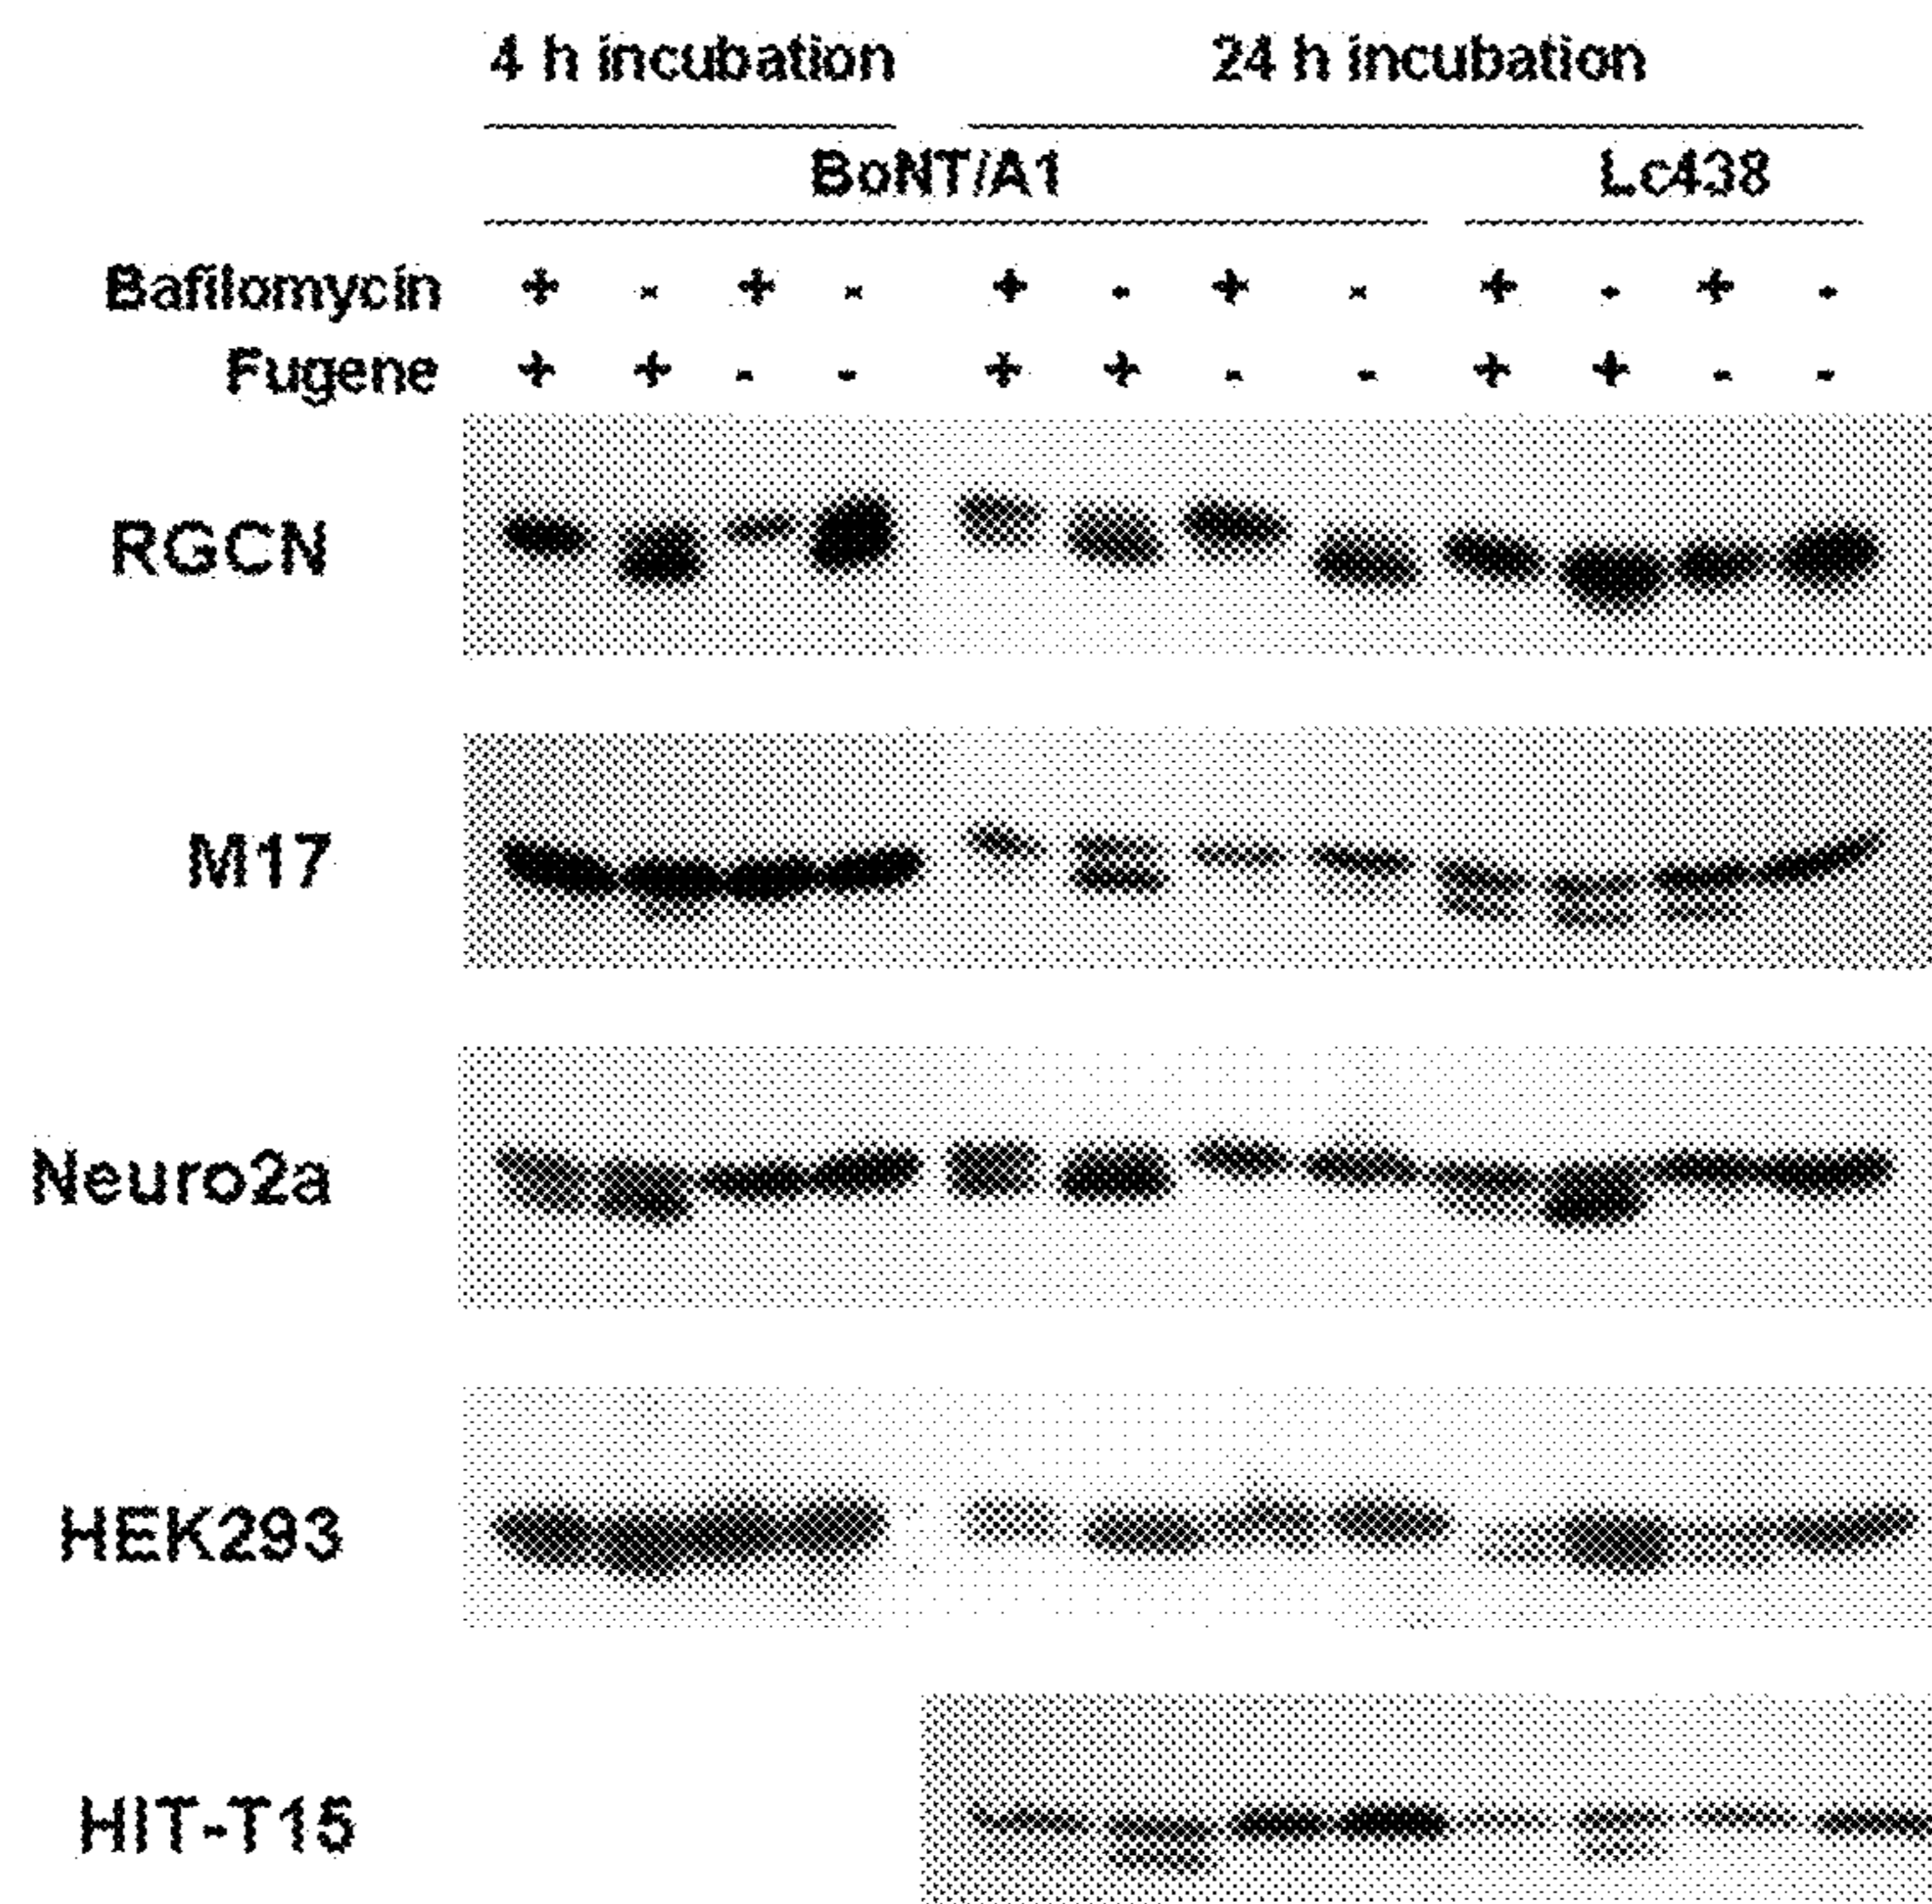 4 h incubation 24 h incubation
BoNT/A1 Lc438
Bafilomycin + - + - + - + - + - + -
Fugene + + - - + + - - + + - -
RGCN
M17
Neuro2a
HEK293
HIT-T15